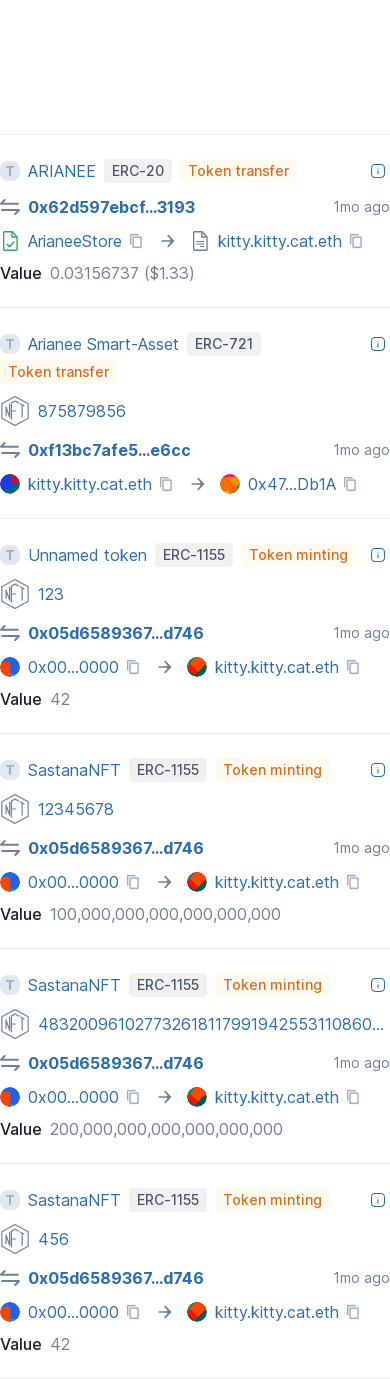 T ARIANEE ERC-20 Token transfer
0x62d597ebcf...3193 1mo ago
ArianeeStore kitty.kitty.cat.eth
Value 0.03156737 ($1.33)
T Arianee Smart-Asset ERC-721
Token transfer
NFT 875879856
0xf13bc7afe5...e6cc 1mo ago
kitty.kitty.cat.eth 0x47...Db1A
T Unnamed token ERC-1155 Token minting
NFT 123
0x05d6589367...d746 1mo ago
0x00...0000 kitty.kitty.cat.eth
Value 42
T SastanaNFT ERC-1155 Token minting
NFT 12345678
0x05d6589367...d746 1mo ago
0x00...0000 kitty.kitty.cat.eth
Value 100,000,000,000,000,000,000
T SastanaNFT ERC-1155 Token minting
NFT 483200961027732618117991942553110860...
0x05d6589367...d746 1mo ago
0x00...0000 kitty.kitty.cat.eth
Value 200,000,000,000,000,000,000
T SastanaNFT ERC-1155 Token minting
NFT 456
0x05d6589367...d746 1mo ago
0x00...0000 kitty.kitty.cat.eth
Value 42